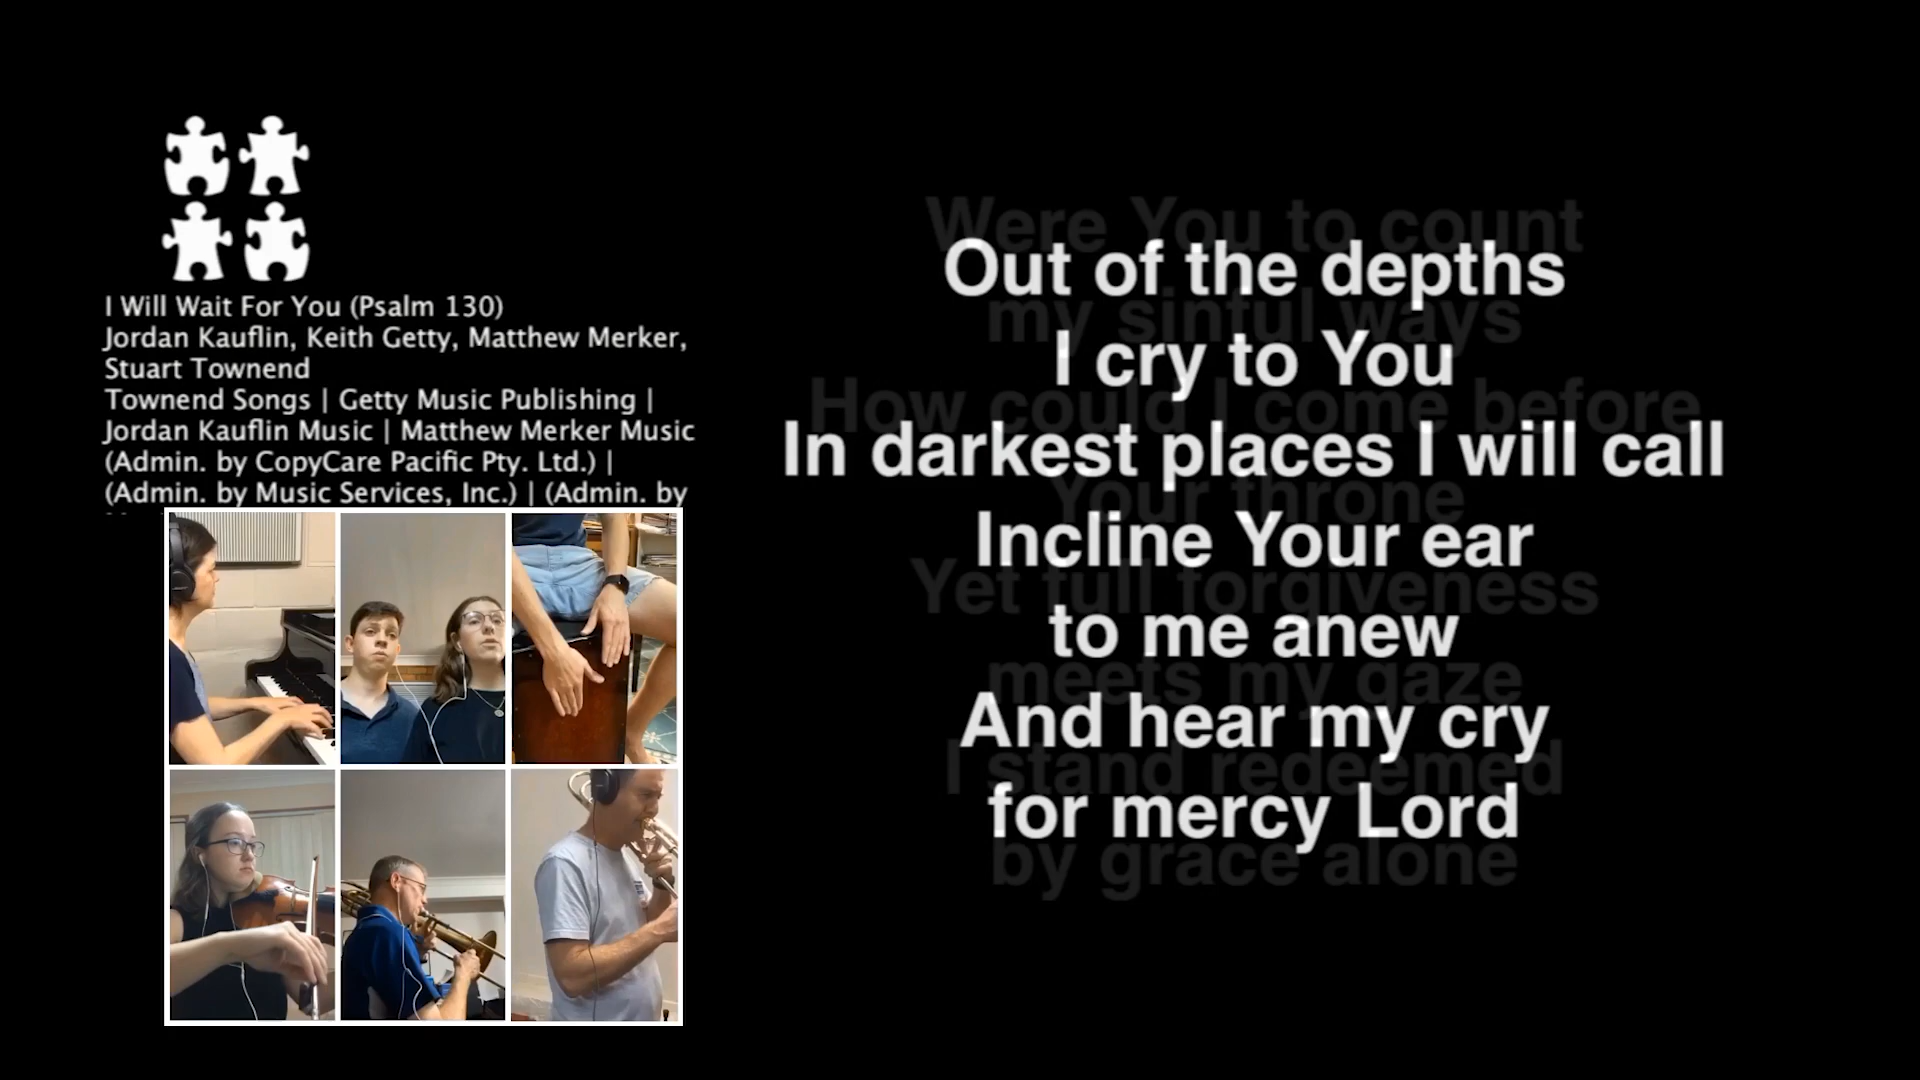 I Will Wait For You (Psalm 130)
Jordan Kauflin, Keith Getty, Matthew Merker,
Stuart Townend
Townend Songs | Getty Music Publishing |
Jordan Kauflin Music | Matthew Merker Music
(Admin. by CopyCare Pacific Pty. Ltd.) |
(Admin. by Music Services, Inc.) | (Admin. by
Out of the depths
I cry to You
In darkest places I will call
Incline Your ear
to me anew
And hear my cry
for mercy Lord
Were You to count
my sinful ways
How could I come before
Your throne
Yet full forgiveness
meets my gaze
I stand redeemed
by grace alone